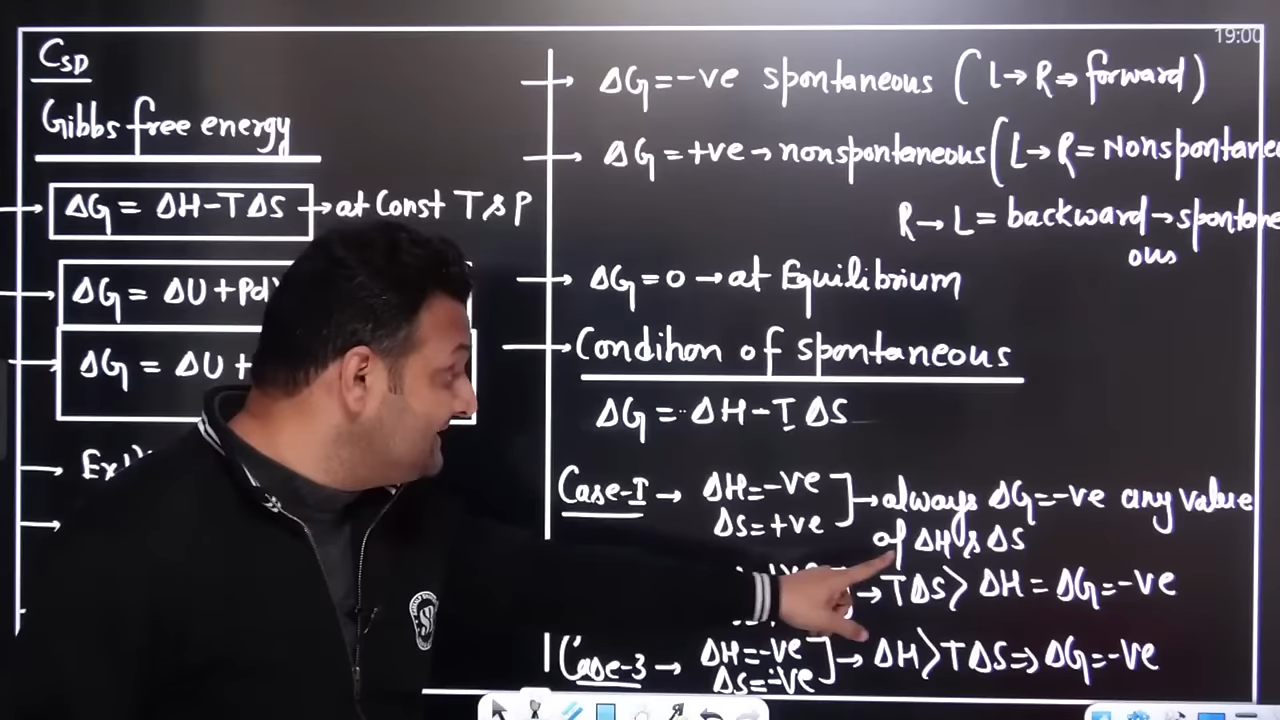 19:00
CSD
Gibbs free energy
ΔG = ΔH-TΔS → at Const T & P
ΔG = ΔU + Pd
ΔG = ΔU +
→ ΔG = -ve spontaneous (L→R ⇒ forward)
→ ΔG = +ve → nonspontaneous (L→R = Nonspontane
R→L = backward → spontane
ous
→ ΔG = 0 → at Equilibrium
→ Condition of spontaneous
ΔG = ΔH-TΔS
Case-I → ΔH=-ve
ΔS=+ve ] → always ΔG=-ve any value
of ΔH & ΔS
→ TΔS > ΔH = ΔG=-ve
Case-3 → ΔH=-ve
ΔS=-ve ] → ΔH > TΔS ⇒ ΔG=-ve